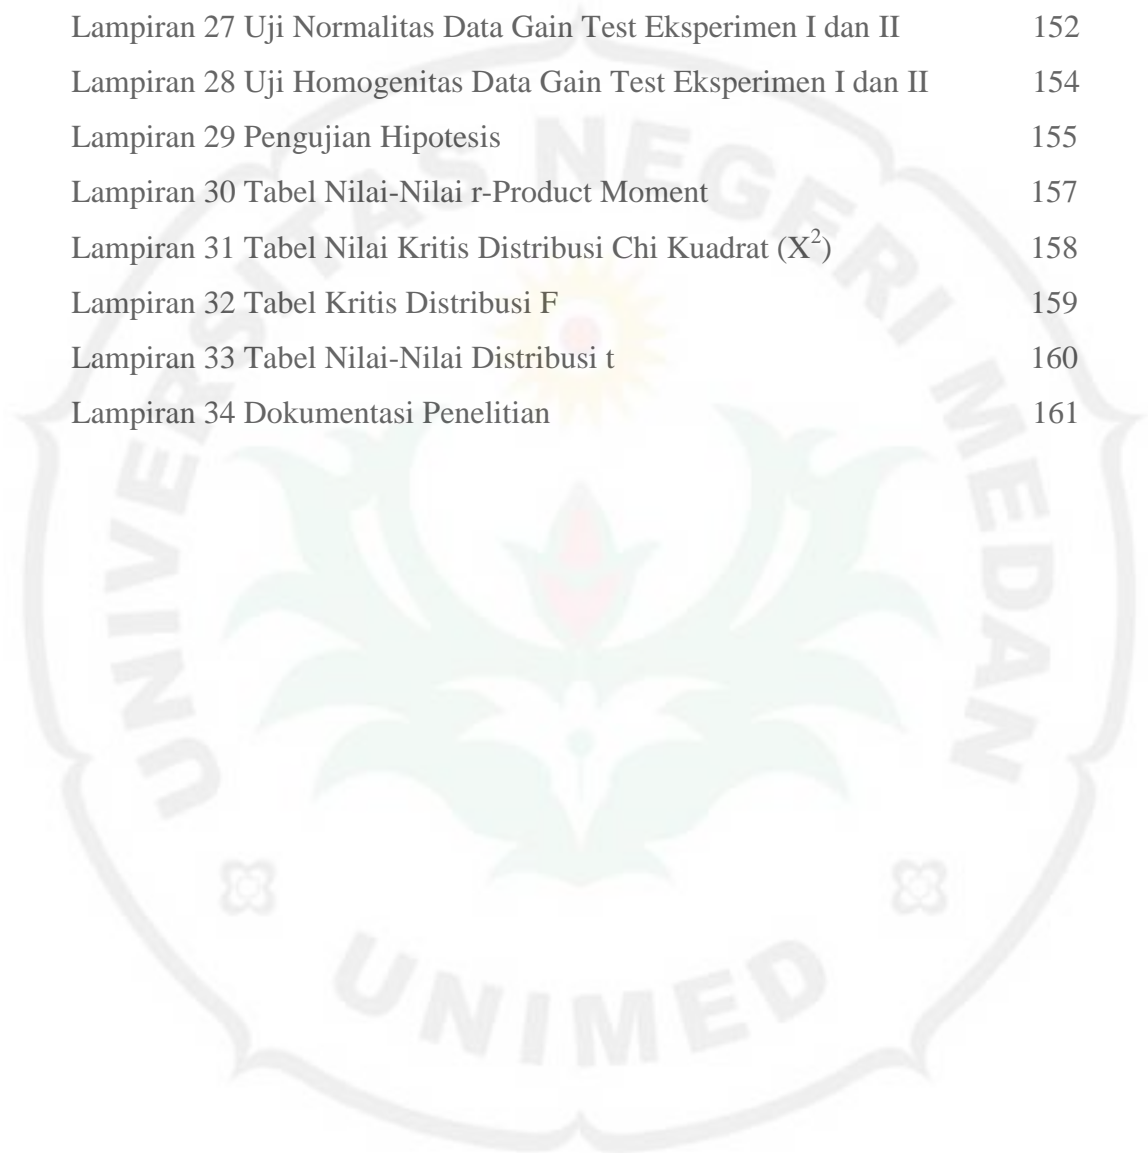 Lampiran 27 Uji Normalitas Data Gain Test Eksperimen I dan II 152
Lampiran 28 Uji Homogenitas Data Gain Test Eksperimen I dan II 154
Lampiran 29 Pengujian Hipotesis 155
Lampiran 30 Tabel Nilai-Nilai r-Product Moment 157
Lampiran 31 Tabel Nilai Kritis Distribusi Chi Kuadrat (X²) 158
Lampiran 32 Tabel Kritis Distribusi F 159
Lampiran 33 Tabel Nilai-Nilai Distribusi t 160
Lampiran 34 Dokumentasi Penelitian 161
UNIVERSITAS NEGERI MEDAN
UNIMED